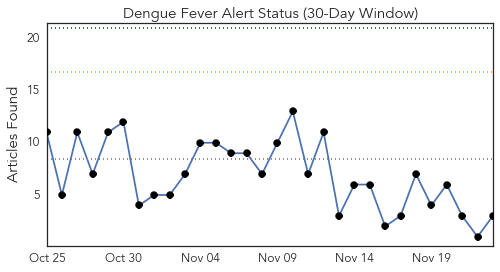 Dengue Fever Alert Status (30-Day Window)
Articles Found
20
15
10
5
Oct 25 Oct 30 Nov 04 Nov 09 Nov 14 Nov 19